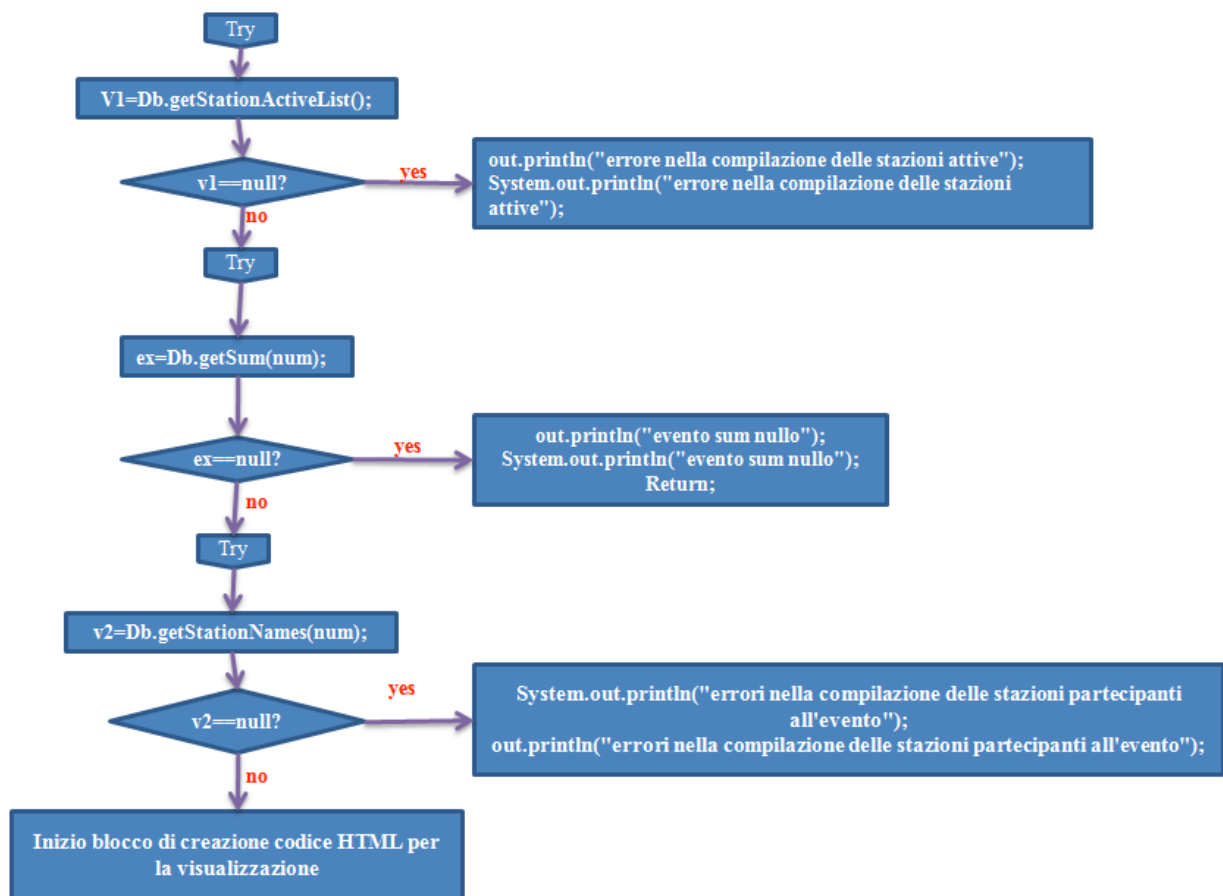 Try
V1=Db.getStationActiveList();
v1==null?
yes
out.println("errore nella compilazione delle stazioni attive");
System.out.println("errore nella compilazione delle stazioni
attive");
no
Try
ex=Db.getSum(num);
ex==null?
yes
out.println("evento sum nullo");
System.out.println("evento sum nullo");
Return;
no
Try
v2=Db.getStationNames(num);
v2==null?
yes
System.out.println("errori nella compilazione delle stazioni partecipanti
all'evento");
out.println("errori nella compilazione delle stazioni partecipanti all'evento");
no
Inizio blocco di creazione codice HTML per
la visualizzazione